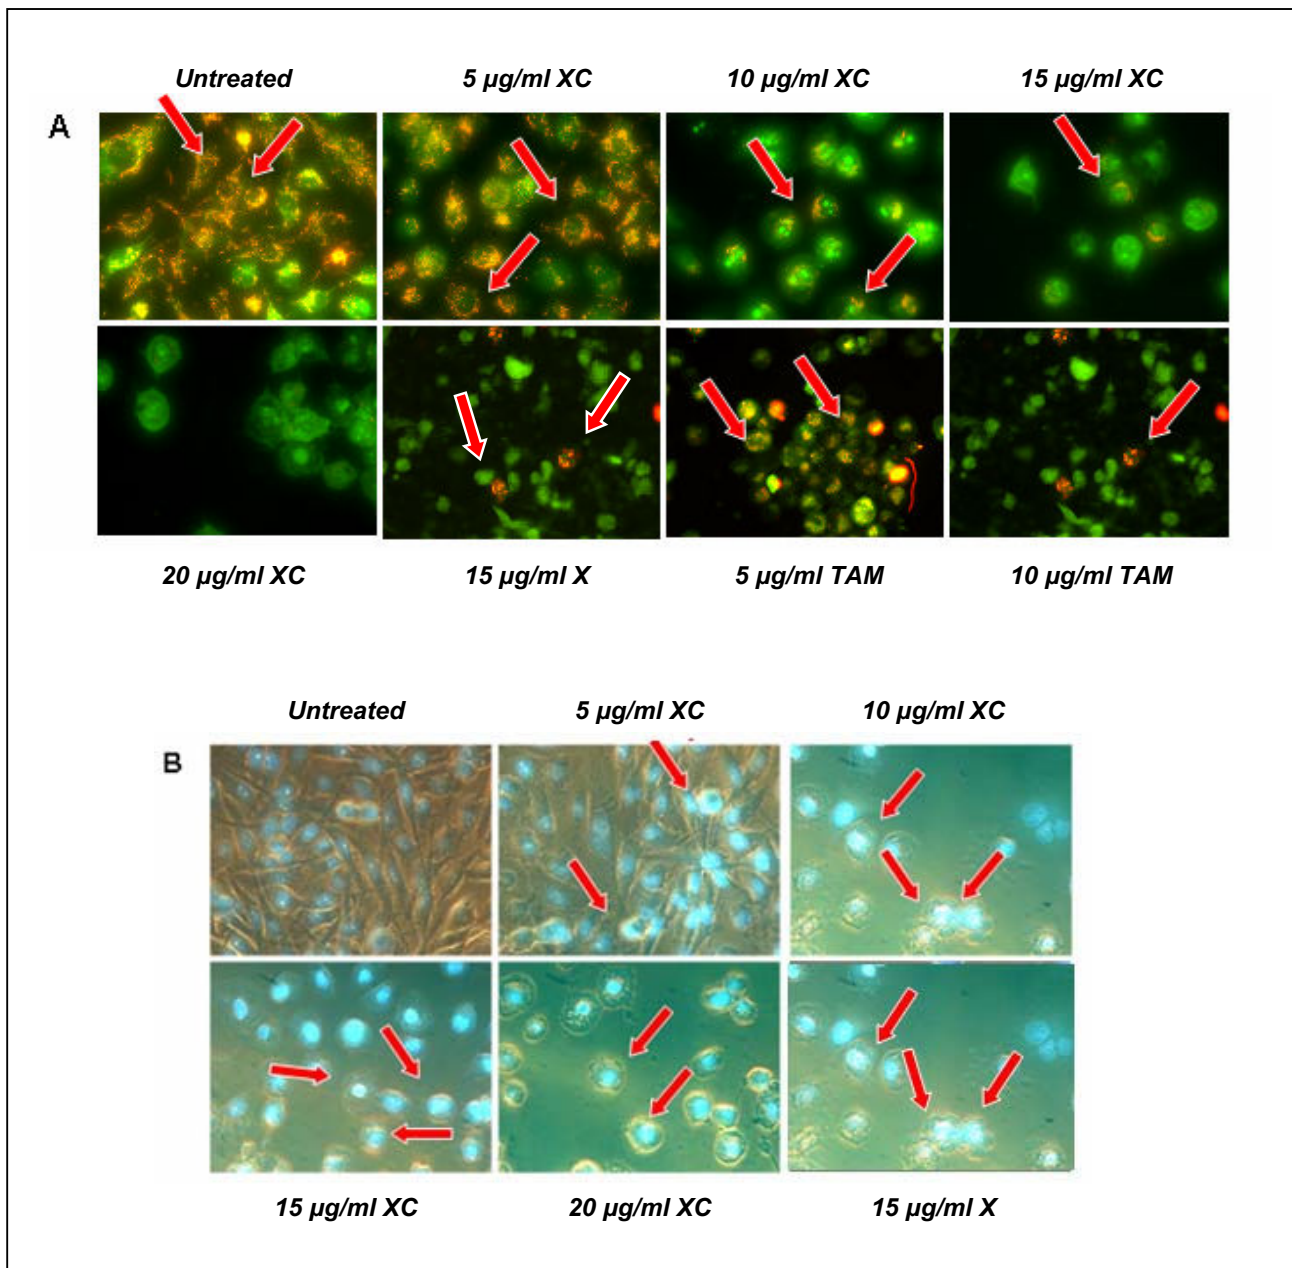 Untreated 5 µg/ml XC 10 µg/ml XC 15 µg/ml XC
A
20 µg/ml XC 15 µg/ml X 5 µg/ml TAM 10 µg/ml TAM
Untreated 5 µg/ml XC 10 µg/ml XC
B
15 µg/ml XC 20 µg/ml XC 15 µg/ml X